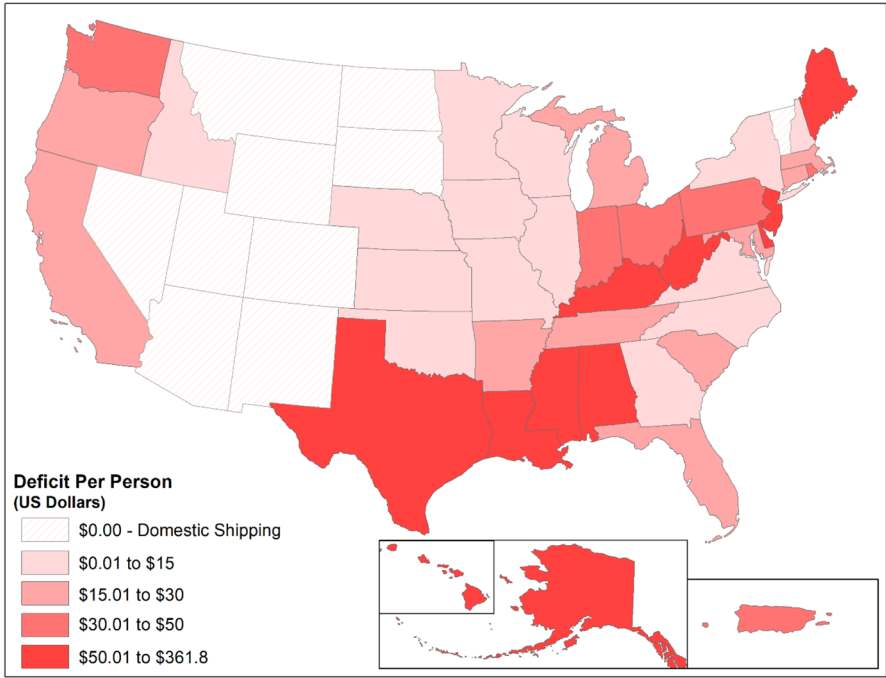 Deficit Per Person
(US Dollars)
$0.00 - Domestic Shipping
$0.01 to $15
$15.01 to $30
$30.01 to $50
$50.01 to $361.8